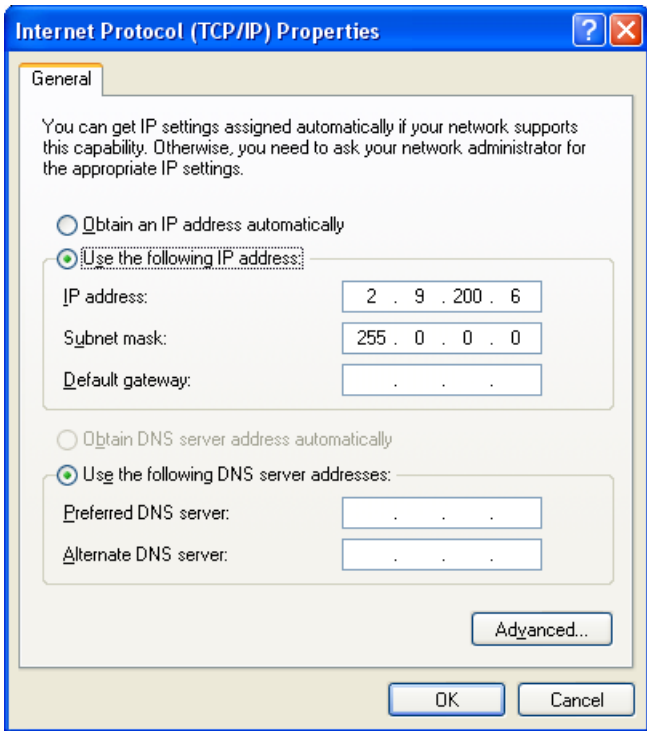 Internet Protocol (TCP/IP) Properties
General
You can get IP settings assigned automatically if your network supports
this capability. Otherwise, you need to ask your network administrator for
the appropriate IP settings.
Obtain an IP address automatically
Use the following IP address:
IP address: 2 . 9 . 200 . 6
Subnet mask: 255 . 0 . 0 . 0
Default gateway: . . .
Obtain DNS server address automatically
Use the following DNS server addresses:
Preferred DNS server: . . .
Alternate DNS server: . . .
Advanced...
OK Cancel